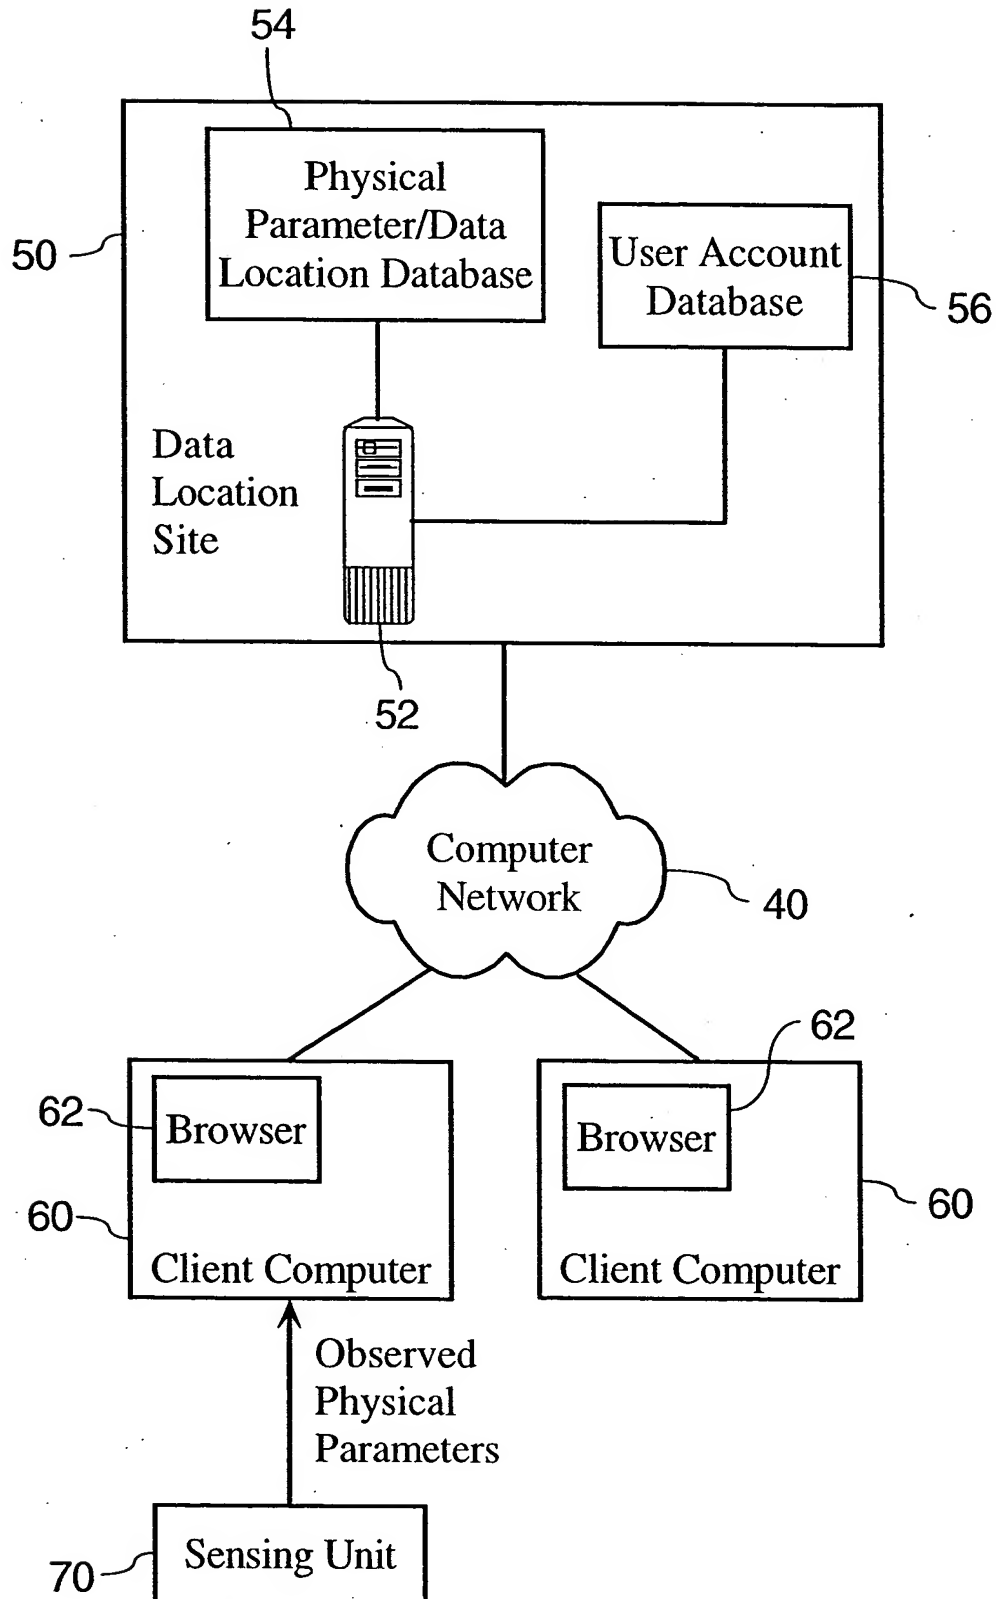 54
Physical
Parameter/Data
Location Database
50
User Account
Database
56
Data
Location
Site
52
Computer
Network
40
62
62
Browser
Browser
60
60
Client Computer
Client Computer
Observed
Physical
Parameters
Sensing Unit
70